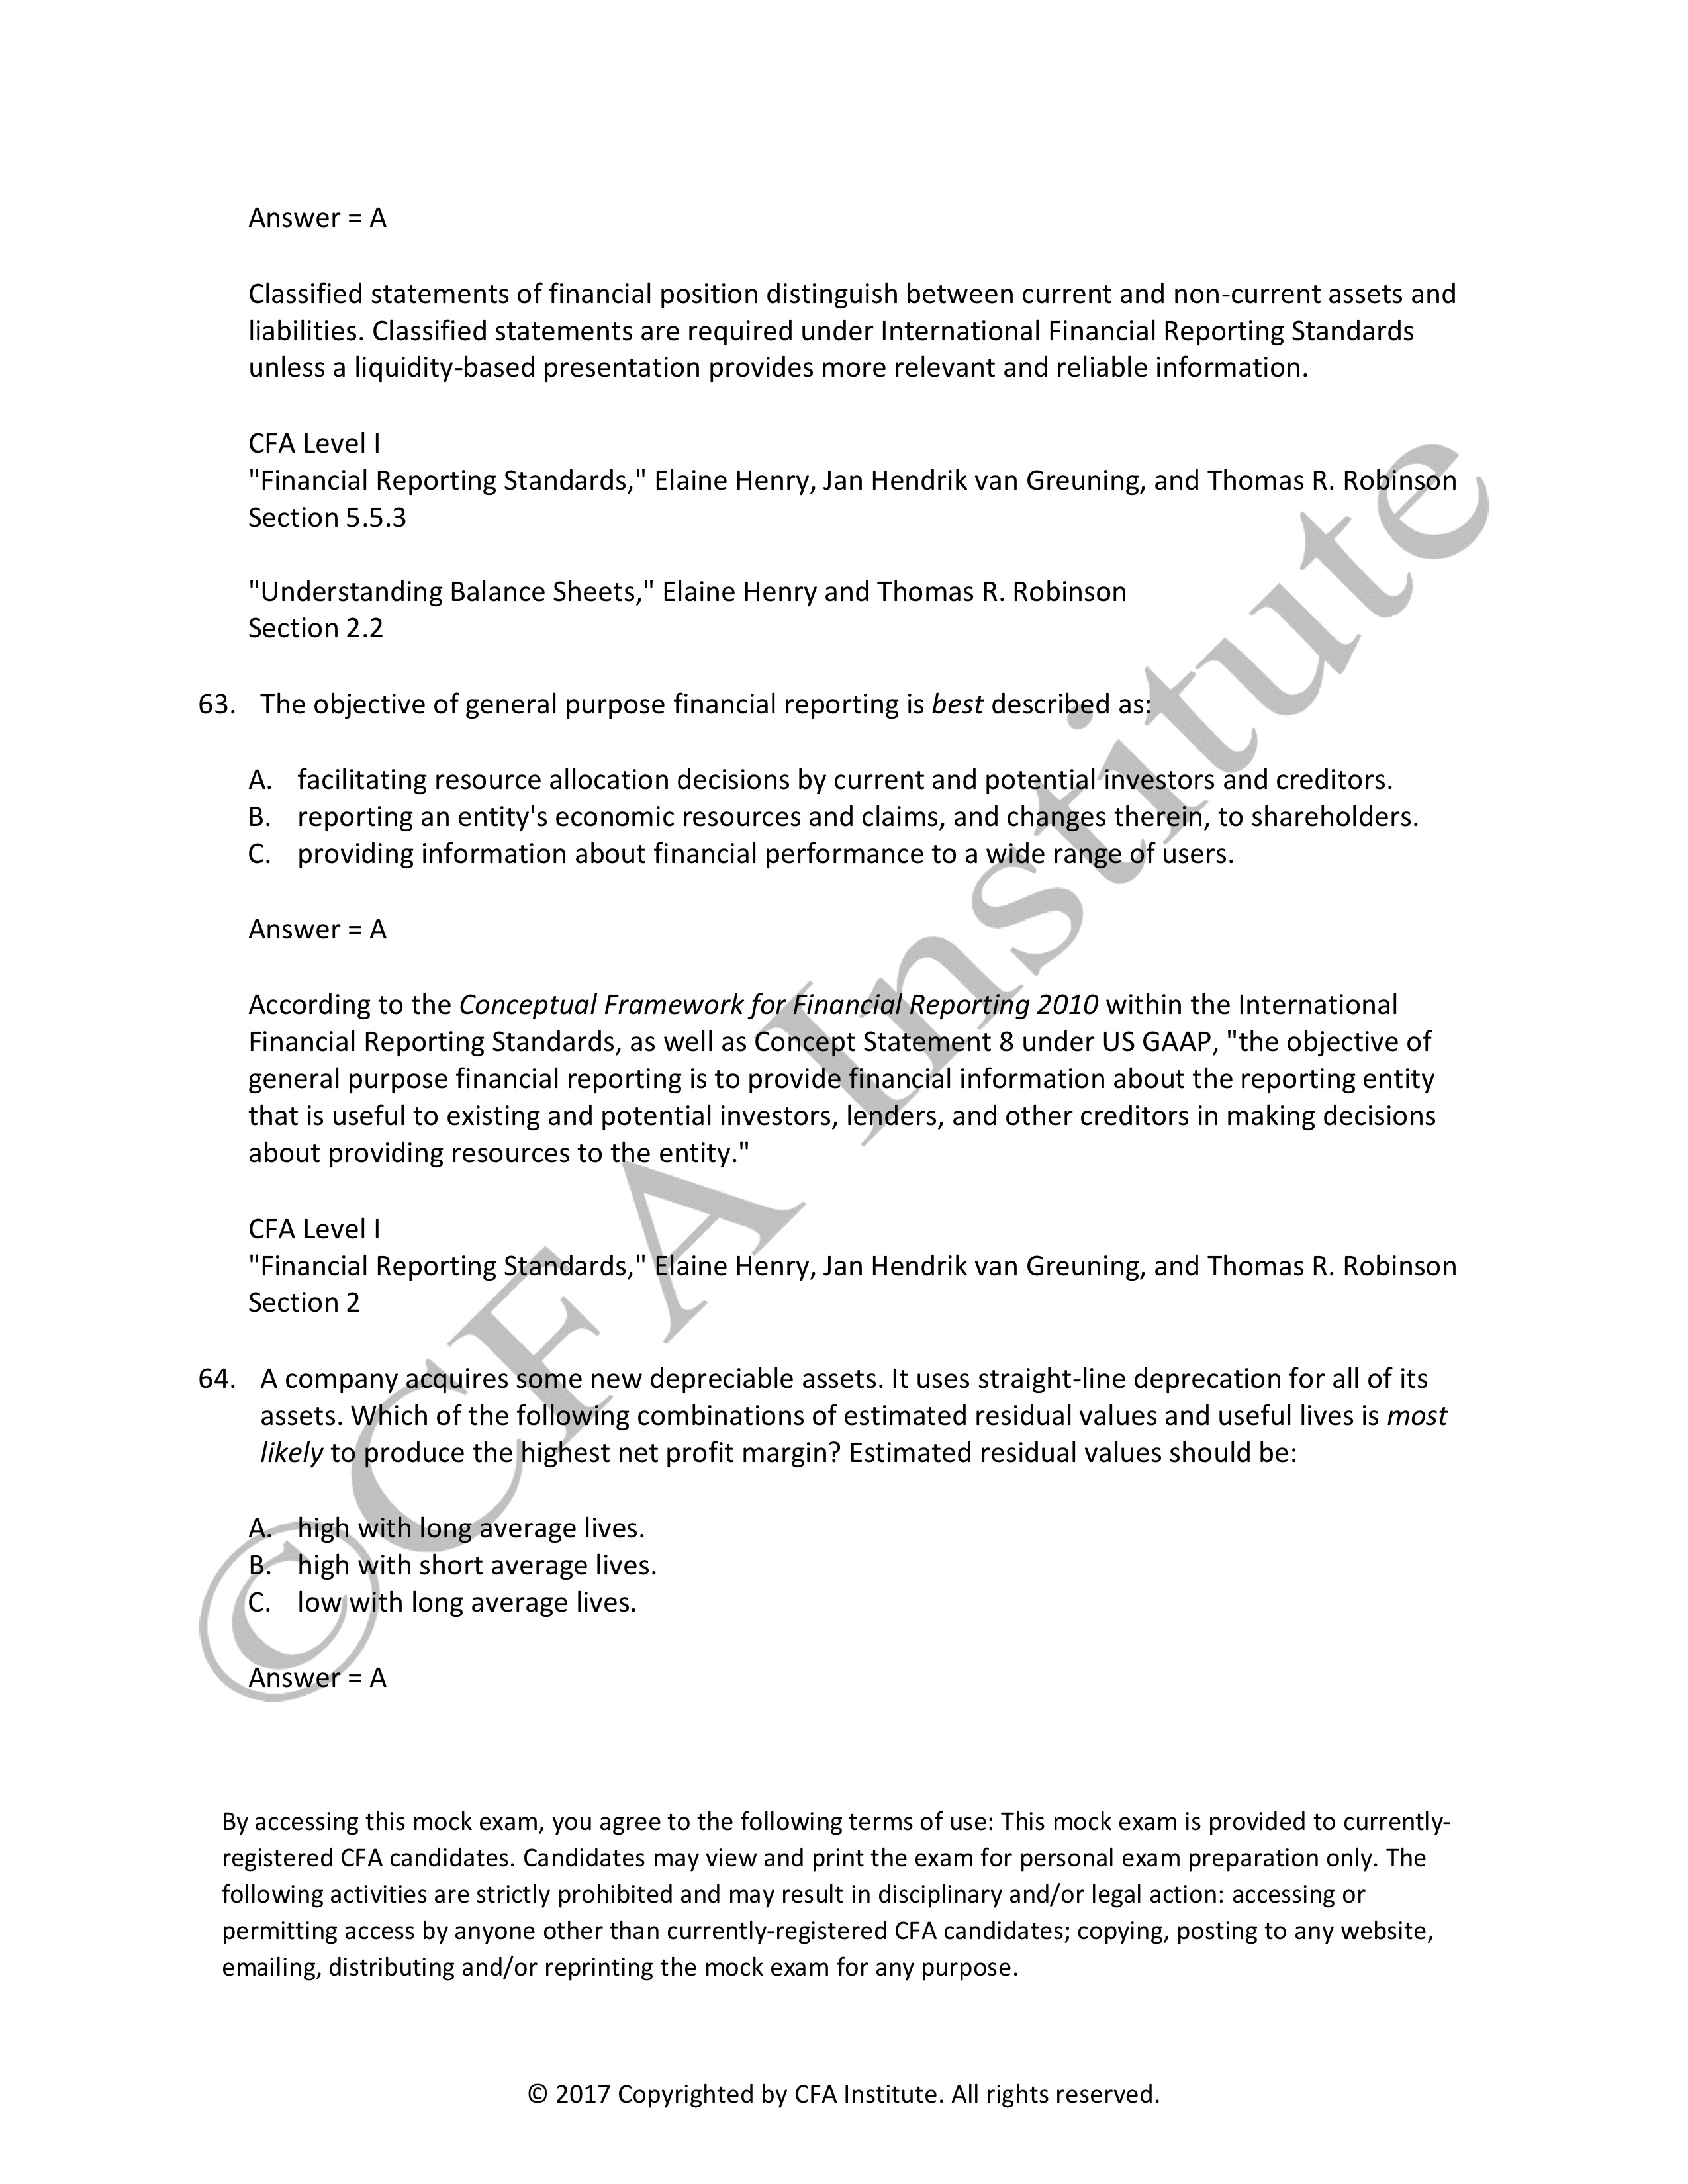 Answer = A
Classified statements of financial position distinguish between current and non-current assets and
liabilities. Classified statements are required under International Financial Reporting Standards
unless a liquidity-based presentation provides more relevant and reliable information.
CFA Level I
"Financial Reporting Standards," Elaine Henry, Jan Hendrik van Greuning, and Thomas R. Robinson
Section 5.5.3
"Understanding Balance Sheets," Elaine Henry and Thomas R. Robinson
Section 2.2
63. The objective of general purpose financial reporting is best described as:
A. facilitating resource allocation decisions by current and potential investors and creditors.
B. reporting an entity's economic resources and claims, and changes therein, to shareholders.
C. providing information about financial performance to a wide range of users.
Answer = A
According to the Conceptual Framework for Financial Reporting 2010 within the International
Financial Reporting Standards, as well as Concept Statement 8 under US GAAP, "the objective of
general purpose financial reporting is to provide financial information about the reporting entity
that is useful to existing and potential investors, lenders, and other creditors in making decisions
about providing resources to the entity."
CFA Level I
"Financial Reporting Standards," Elaine Henry, Jan Hendrik van Greuning, and Thomas R. Robinson
Section 2
64. A company acquires some new depreciable assets. It uses straight-line deprecation for all of its
assets. Which of the following combinations of estimated residual values and useful lives is most
likely to produce the highest net profit margin? Estimated residual values should be:
A. high with long average lives.
B. high with short average lives.
C. low with long average lives.
Answer = A
By accessing this mock exam, you agree to the following terms of use: This mock exam is provided to currently-
registered CFA candidates. Candidates may view and print the exam for personal exam preparation only. The
following activities are strictly prohibited and may result in disciplinary and/or legal action: accessing or
permitting access by anyone other than currently-registered CFA candidates; copying, posting to any website,
emailing, distributing and/or reprinting the mock exam for any purpose.
© 2017 Copyrighted by CFA Institute. All rights reserved.
© CFA Institute